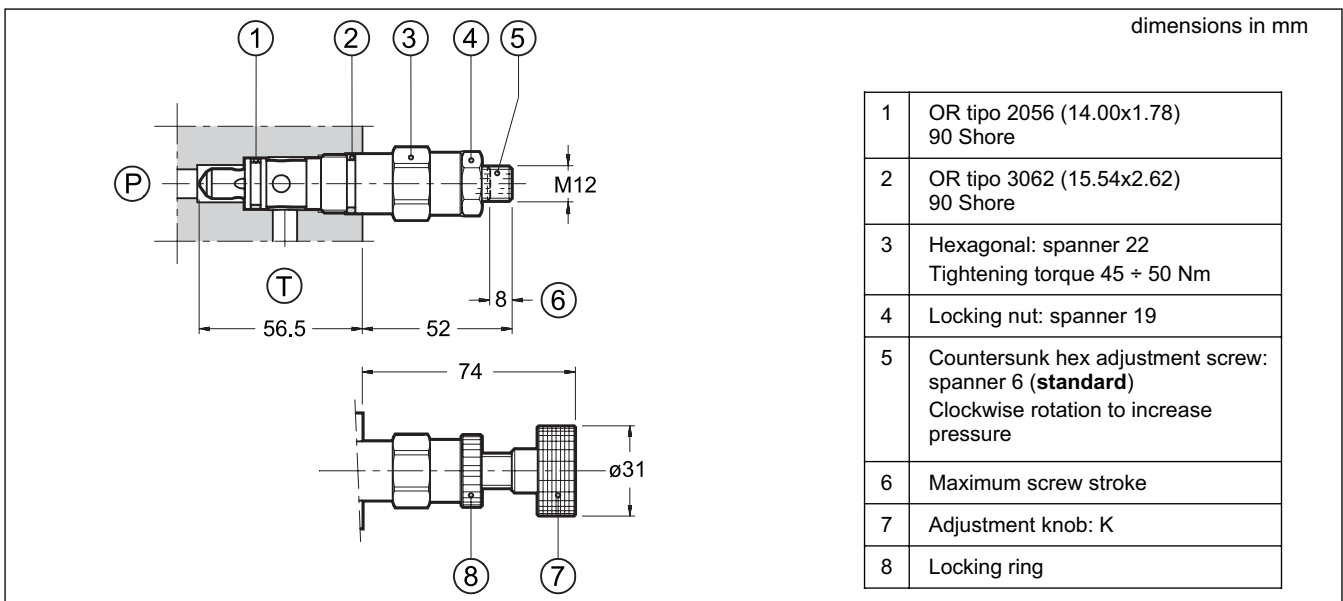 dimensions in mm
1 2 3 4 5
P
M12
T
8 6
56.5 52
74
ø31
8 7
1 OR tipo 2056 (14.00x1.78)
90 Shore
2 OR tipo 3062 (15.54x2.62)
90 Shore
3 Hexagonal: spanner 22
Tightening torque 45 ÷ 50 Nm
4 Locking nut: spanner 19
5 Countersunk hex adjustment screw:
spanner 6 (standard)
Clockwise rotation to increase
pressure
6 Maximum screw stroke
7 Adjustment knob: K
8 Locking ring